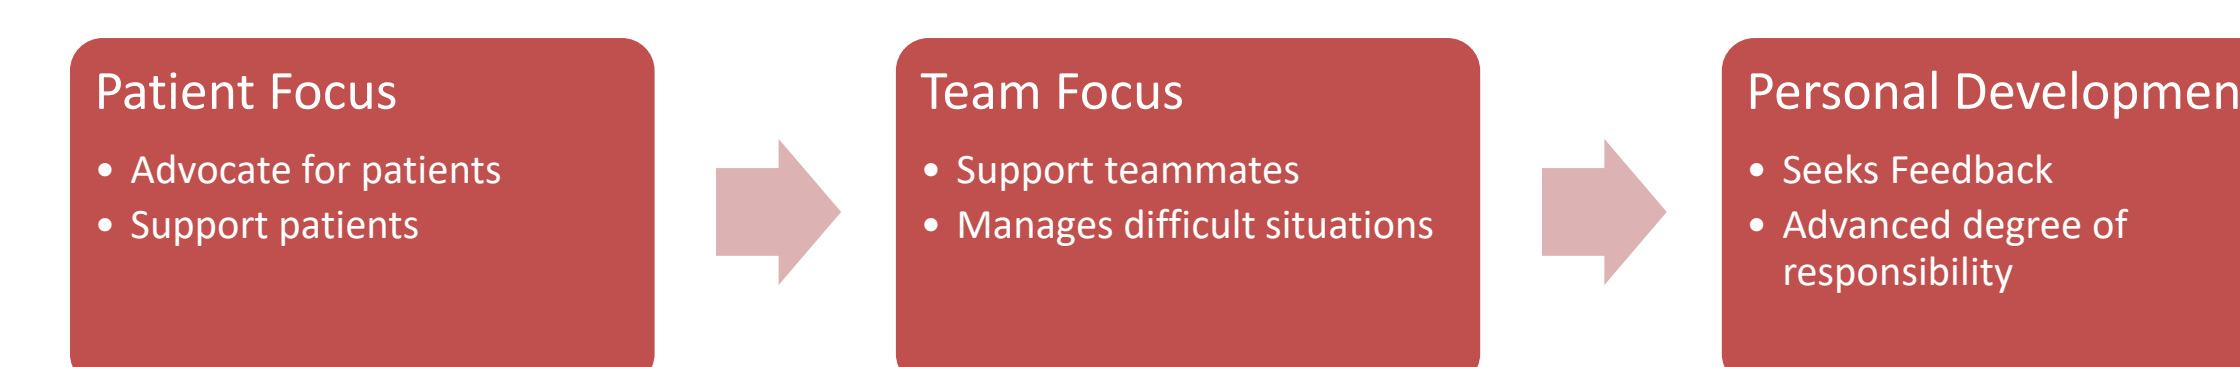 Patient Focus
• Advocate for patients
• Support patients
Team Focus
• Support teammates
• Manages difficult situations
Personal Developmen
• Seeks Feedback
• Advanced degree of
responsibility